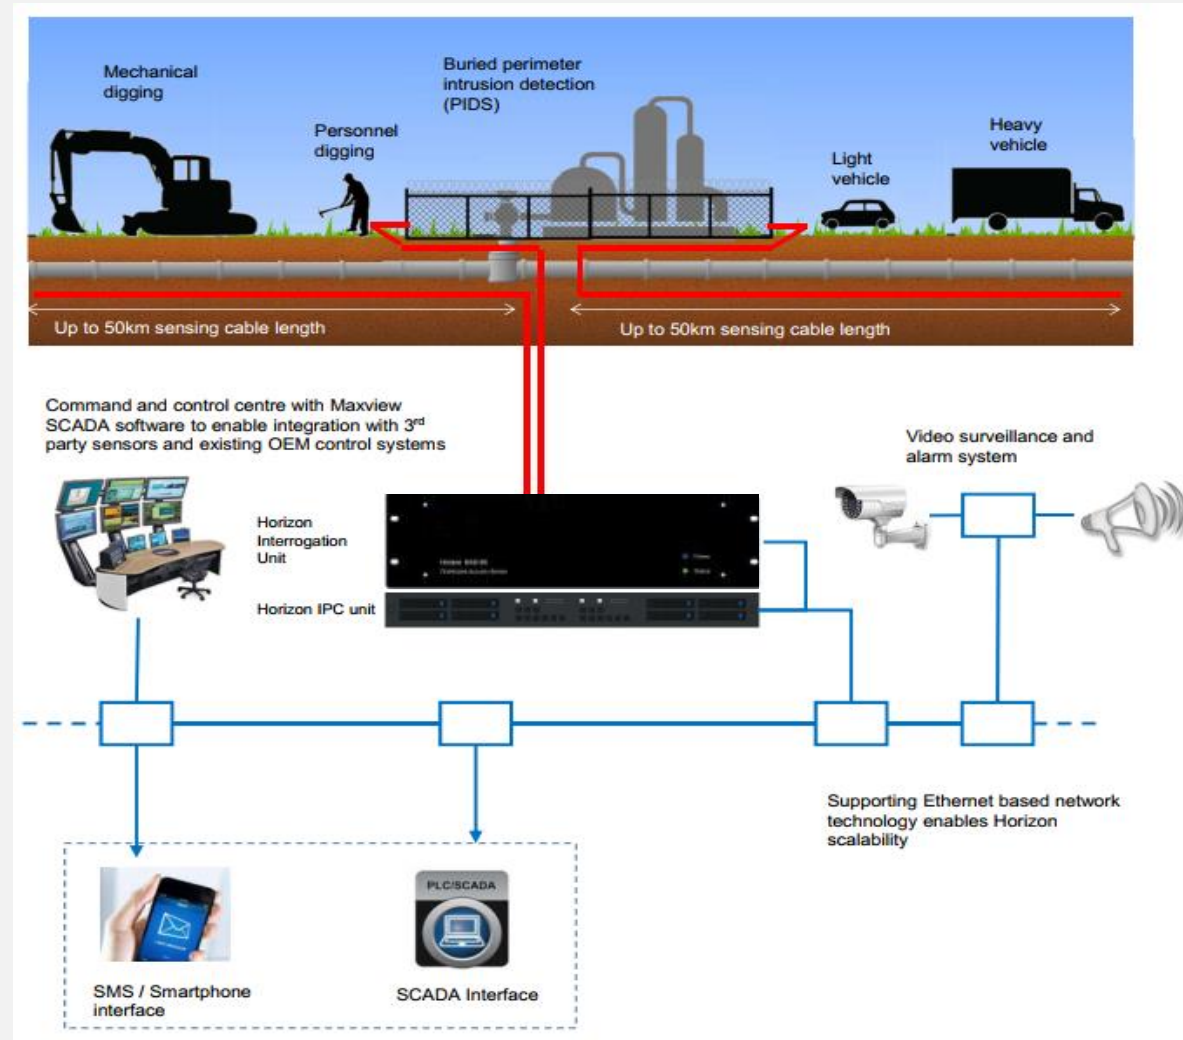 Mechanical
digging
Personnel
digging
Buried perimeter
intrusion detection
(PIDS)
Light
vehicle
Heavy
vehicle
Up to 50km sensing cable length
Up to 50km sensing cable length
Command and control centre with Maxview
SCADA software to enable integration with 3rd
party sensors and existing OEM control systems
Video surveillance and
alarm system
Horizon
Interrogation
Unit
Horizon IPC unit
Supporting Ethernet based network
technology enables Horizon
scalability
PLC/SCADA
SMS / Smartphone
interface
SCADA Interface